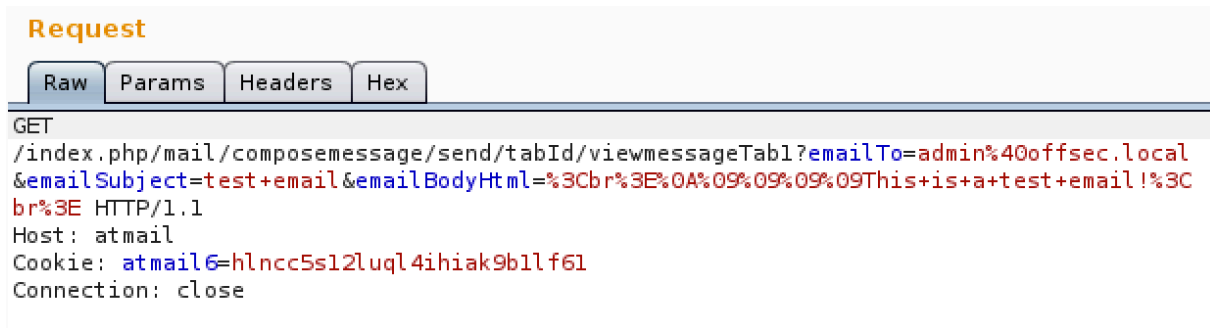 Request
Raw Params Headers Hex
GET
/index.php/mail/composemessage/send/tabId/viewmessageTab1?emailTo=admin%40offsec.local
&emailSubject=test+email&emailBodyHtml=%3Cbr%3E%0A%09%09%09%09This+is+a+test+email!%3C
br%3E HTTP/1.1
Host: atmail
Cookie: atmail6=hlncc5s12luql4ihiak9b1lf61
Connection: close